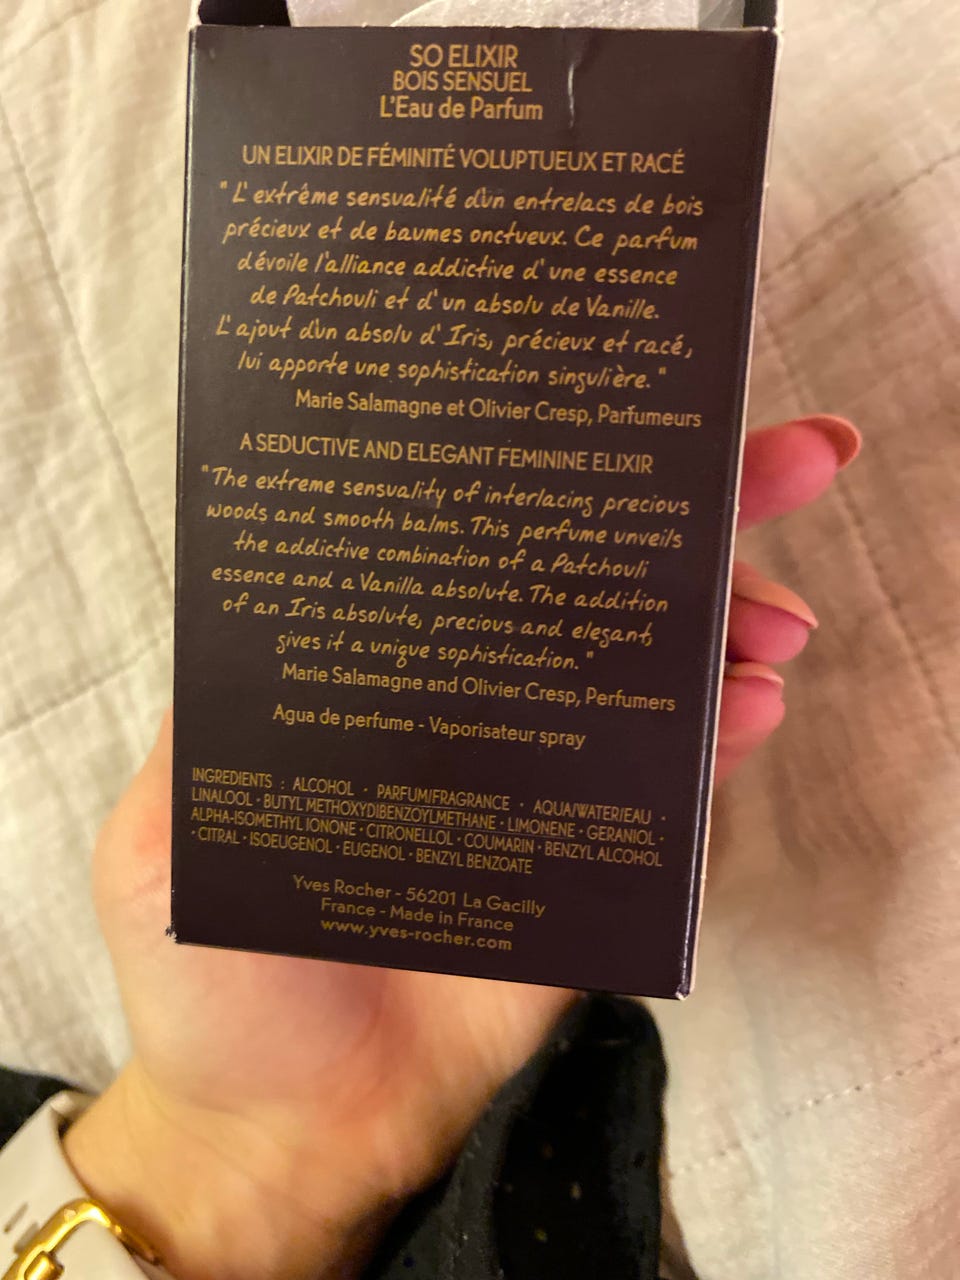 SO ELIXIR
BOIS SENSUEL
L'Eau de Parfum
UN ELIXIR DE FÉMINITÉ VOLUPTUEUX ET RACÉ
"L'extrême sensualité d'un entrelacs de bois
précieux et de baumes onctueux. Ce parfum
dévoile l'alliance addictive d'une essence
de Patchouli et d'un absolu de Vanille.
L'ajout d'un absolu d'Iris, précieux et racé,
lui apporte une sophistication singulière."
Marie Salamagne et Olivier Cresp, Parfumeurs
A SEDUCTIVE AND ELEGANT FEMININE ELIXIR
"The extreme sensuality of interlacing precious
woods and smooth balms. This perfume unveils
the addictive combination of a Patchouli
essence and a Vanilla absolute. The addition
of an Iris absolute, precious and elegant,
gives it a unique sophistication."
Marie Salamagne and Olivier Cresp, Perfumers
Agua de perfume - Vaporisateur spray
INGREDIENTS : ALCOHOL · PARFUM/FRAGRANCE · AQUA/WATER/EAU ·
LINALOOL · BUTYL METHOXYDIBENZOYLMETHANE · LIMONENE · GERANIOL ·
ALPHA-ISOMETHYL IONONE · CITRONELLOL · COUMARIN · BENZYL ALCOHOL
· CITRAL · ISOEUGENOL · EUGENOL · BENZYL BENZOATE
Yves Rocher - 56201 La Gacilly
France - Made in France
www.yves-rocher.com